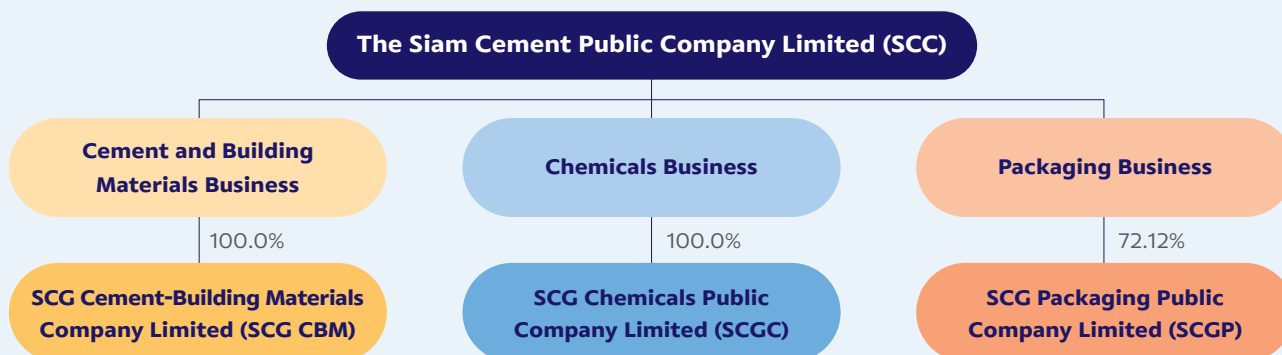 The Siam Cement Public Company Limited (SCC)
Cement and Building
Materials Business
Chemicals Business
Packaging Business
100.0%
100.0%
72.12%
SCG Cement-Building Materials
Company Limited (SCG CBM)
SCG Chemicals Public
Company Limited (SCGC)
SCG Packaging Public
Company Limited (SCGP)